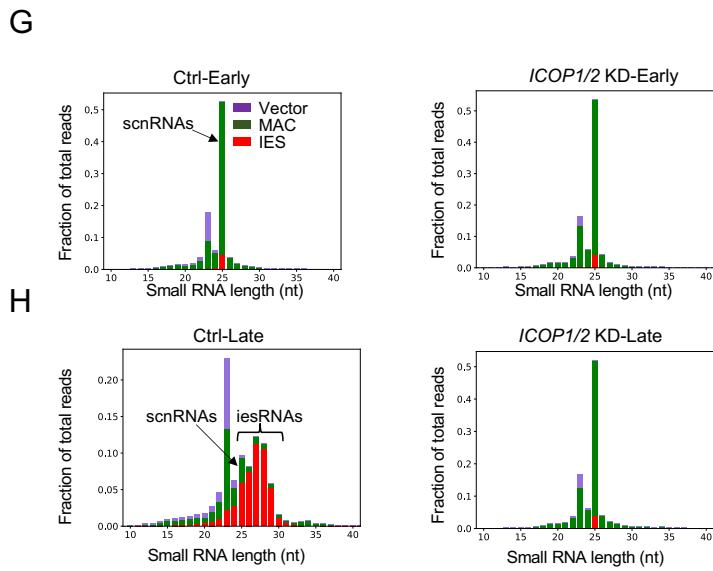 G
Ctrl-Early
Fraction of total reads
0.5
0.4
0.3
0.2
0.1
0.0
scnRNAs
Vector
MAC
IES
10 15 20 25 30 35 40
Small RNA length (nt)
ICOP1/2 KD-Early
Fraction of total reads
0.5
0.4
0.3
0.2
0.1
0.0
10 15 20 25 30 35 40
Small RNA length (nt)
H
Ctrl-Late
Fraction of total reads
0.20
0.15
0.10
0.05
0.00
scnRNAs iesRNAs
10 15 20 25 30 35 40
Small RNA length (nt)
ICOP1/2 KD-Late
Fraction of total reads
0.5
0.4
0.3
0.2
0.1
0.0
10 15 20 25 30 35 40
Small RNA length (nt)